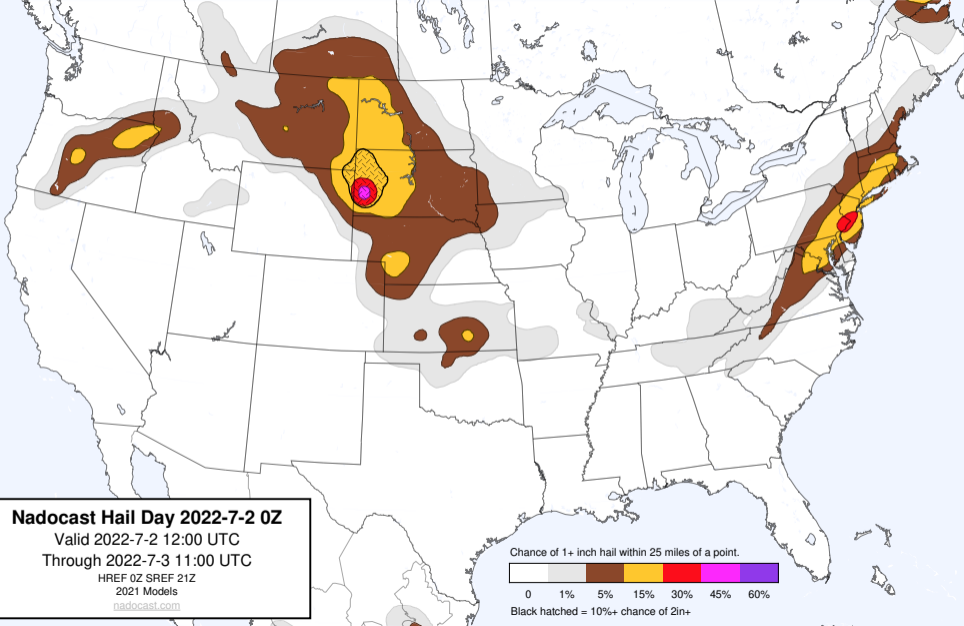 Nadocast Hail Day 2022-7-2 0Z
Valid 2022-7-2 12:00 UTC
Through 2022-7-3 11:00 UTC
HREF 0Z SREF 21Z
2021 Models
nadocast.com
Chance of 1+ inch hail within 25 miles of a point.
0 1% 5% 15% 30% 45% 60%
Black hatched = 10%+ chance of 2in+